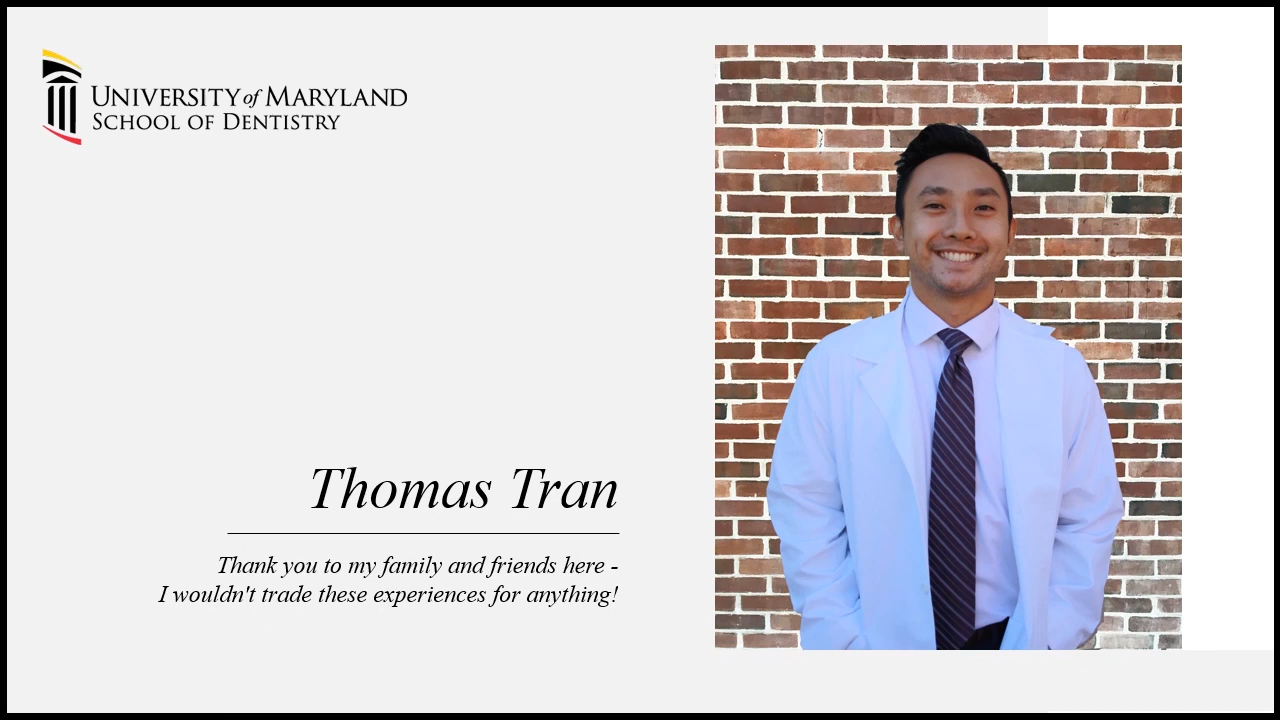 UNIVERSITY of MARYLAND
SCHOOL OF DENTISTRY
Thomas Tran
Thank you to my family and friends here -
I wouldn't trade these experiences for anything!